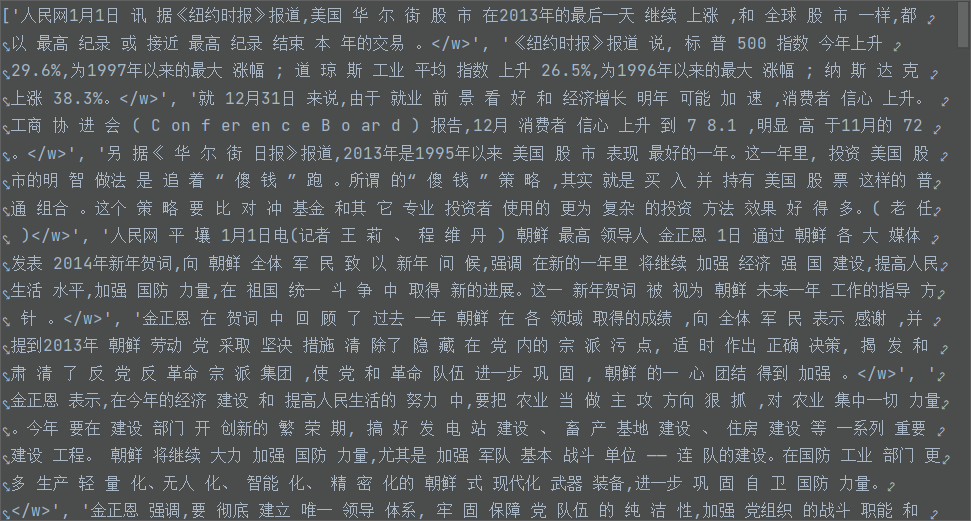 ['人民网1月1日 讯 据《纽约时报》报道,美国 华 尔 街 股 市 在2013年的最后一天 继续 上涨 ,和 全球 股 市 一样,都
以 最高 纪录 或 接近 最高 纪录 结束 本 年的交易 。</w>', '《纽约时报》报道 说, 标 普 500 指数 今年上升
29.6%,为1997年以来的最大 涨幅 ; 道 琼 斯 工业 平均 指数 上升 26.5%,为1996年以来的最大 涨幅 ; 纳 斯 达 克
上涨 38.3%。</w>', '就 12月31日 来说,由于 就业 前 景 看 好 和 经济增长 明年 可能 加 速 ,消费者 信心 上升。
工商 协 进 会 ( C on f er en c e B o ar d ) 报告,12月 消费者 信心 上升 到 7 8.1 ,明显 高 于11月的 72
。</w>', '另 据《 华 尔 街 日报》报道,2013年是1995年以来 美国 股 市 表现 最好的一年。这一年里, 投资 美国 股
市的明 智 做法 是 追 着 “ 傻 钱 ” 跑 。所谓 的“ 傻 钱 ” 策 略 ,其实 就是 买 入 并 持有 美国 股 票 这样的 普
通 组合 。这个 策 略 要 比 对 冲 基金 和其 它 专业 投资者 使用的 更为 复杂 的投资 方法 效果 好 得 多。( 老 任
)</w>', '人民网 平 壤 1月1日电(记者 王 莉 、 程 维 丹 ) 朝鲜 最高 领导人 金正恩 1日 通过 朝鲜 各 大 媒体
发表 2014年新年贺词,向 朝鲜 全体 军 民 致 以 新年 问 候,强调 在新的一年里 将继续 加强 经济 强 国 建设,提高人民
生活 水平,加强 国防 力量,在 祖国 统一 斗 争 中 取得 新的进展。这一 新年贺词 被 视为 朝鲜 未来一年 工作的指导 方
针 。</w>', '金正恩 在 贺词 中 回 顾 了 过去 一年 朝鲜 在 各 领域 取得的成绩 ,向 全体 军 民 表示 感谢 ,并
提到2013年 朝鲜 劳动 党 采取 坚决 措施 清 除了 隐 藏 在 党 内的 宗 派 污 点, 适 时 作出 正确 决策, 揭 发 和
肃 清 了 反 党 反 革命 宗 派 集团 ,使 党 和 革命 队伍 进一步 巩 固 , 朝鲜 的一 心 团结 得到 加强 。</w>', '
金正恩 表示,在今年的经济 建设 和 提高人民生活的 努力 中,要把 农业 当 做 主 攻 方向 狠 抓 ,对 农业 集中一切 力量
。今年 要在 建设 部门 开 创新的 繁 荣 期, 搞 好 发 电 站 建设 、 畜 产 基地 建设 、 住房 建设 等 一系列 重要
建设 工程。 朝鲜 将继续 大力 加强 国防 力量,尤其是 加强 军队 基本 战斗 单位 —— 连 队的建设。在国防 工业 部门 更
多 生产 轻 量 化、无人 化、 智能 化、 精 密 化的 朝鲜 式 现代化 武器 装备,进一步 巩 固 自 卫 国防 力量。
</w>', '金正恩 强调,要 彻底 建立 唯一 领导 体系, 牢 固 保障 党 队伍 的 纯 洁 性,加强 党组织 的战斗 职能 和